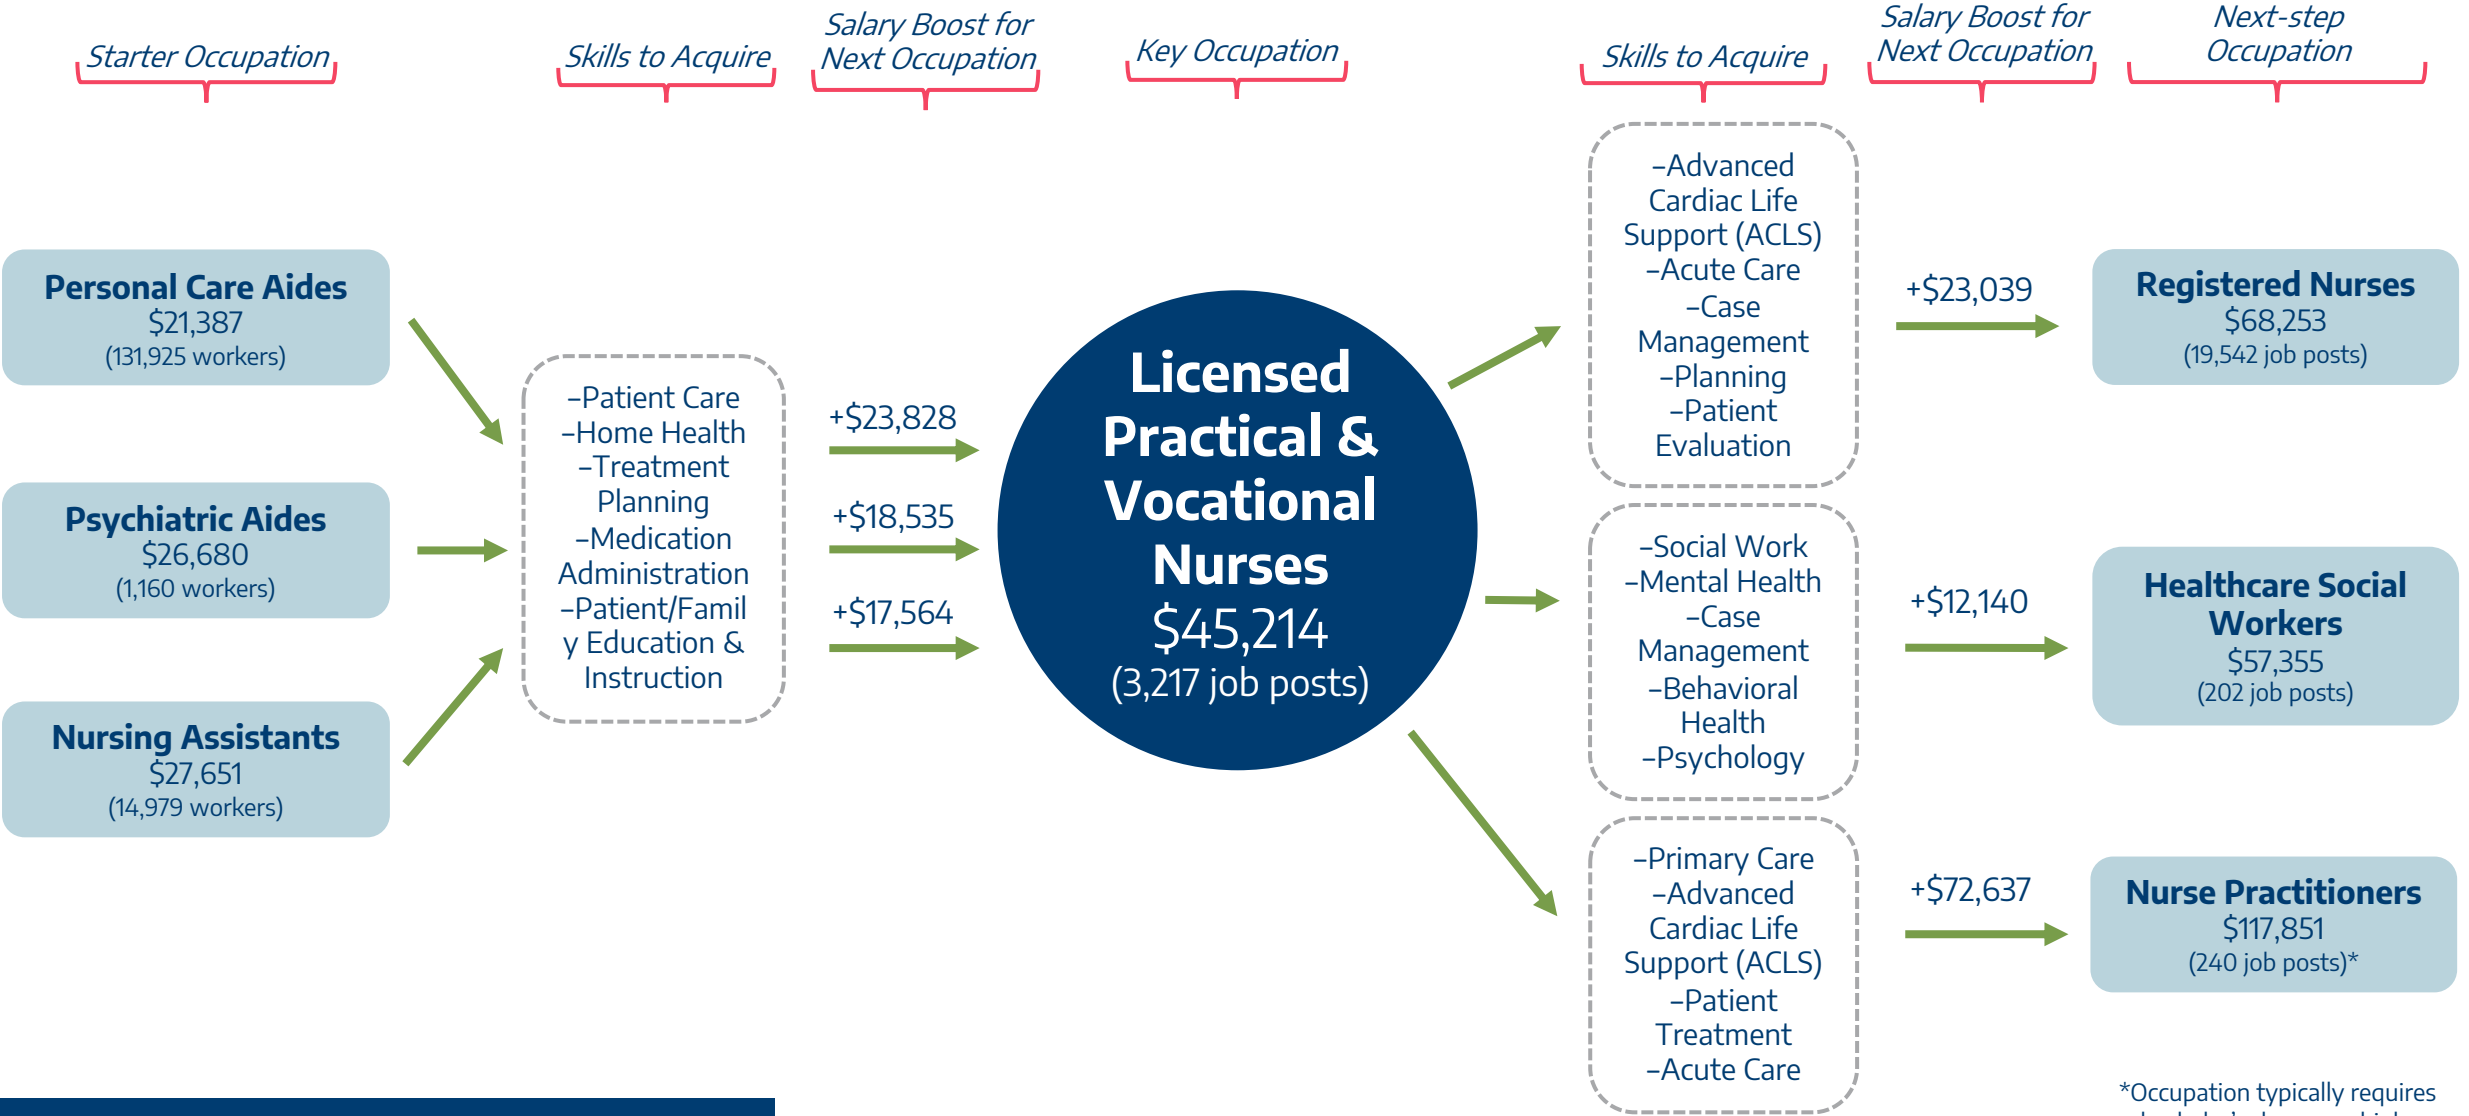 Starter Occupation
Skills to Acquire
Salary Boost for
Next Occupation
Key Occupation
Skills to Acquire
Salary Boost for
Next Occupation
Next-step
Occupation
Personal Care Aides
$21,387
(131,925 workers)
Psychiatric Aides
$26,680
(1,160 workers)
Nursing Assistants
$27,651
(14,979 workers)
–Patient Care
–Home Health
–Treatment
Planning
–Medication
Administration
–Patient/Famil
y Education &
Instruction
+$23,828
+$18,535
+$17,564
Licensed
Practical &
Vocational
Nurses
$45,214
(3,217 job posts)
–Advanced
Cardiac Life
Support (ACLS)
–Acute Care
–Case
Management
–Planning
–Patient
Evaluation
+$23,039
Registered Nurses
$68,253
(19,542 job posts)
–Social Work
–Mental Health
–Case
Management
–Behavioral
Health
–Psychology
+$12,140
Healthcare Social
Workers
$57,355
(202 job posts)
–Primary Care
–Advanced
Cardiac Life
Support (ACLS)
–Patient
Treatment
–Acute Care
+$72,637
Nurse Practitioners
$117,851
(240 job posts)*
*Occupation typically requires